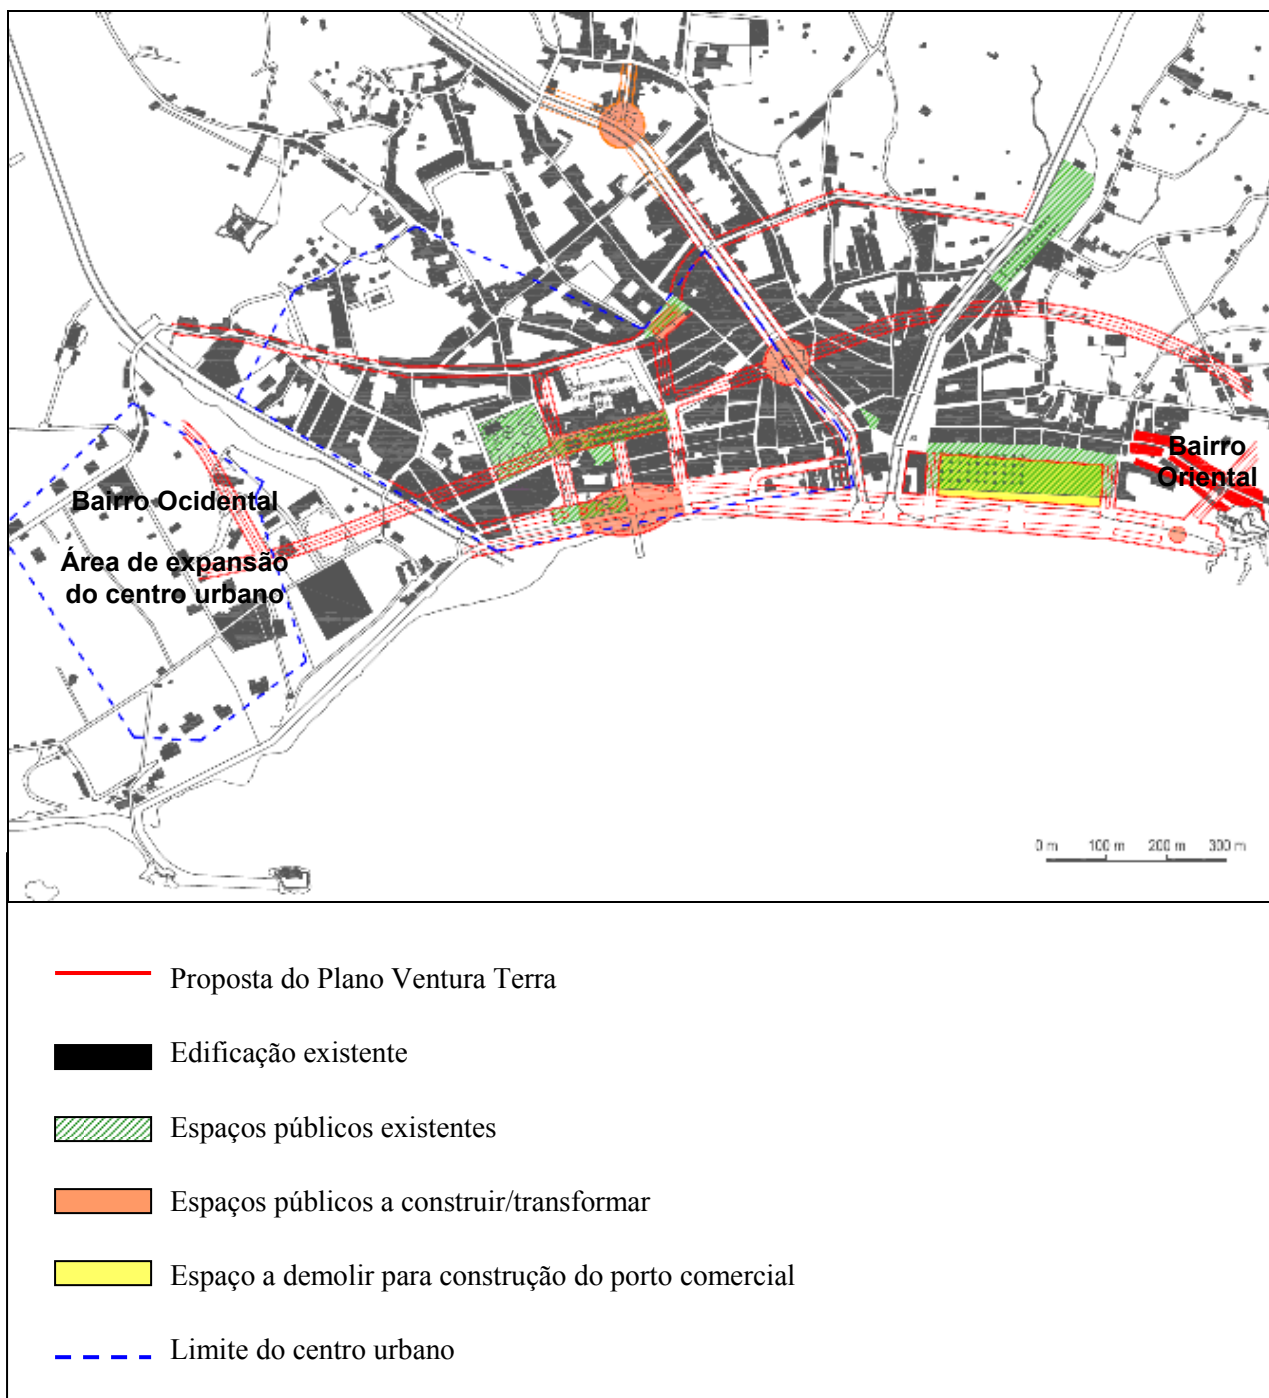 Bairro
Oriental
Bairro Ocidental
Área de expansão
do centro urbano
0 m 100 m 200 m 300 m
Proposta do Plano Ventura Terra
Edificação existente
Espaços públicos existentes
Espaços públicos a construir/transformar
Espaço a demolir para construção do porto comercial
Limite do centro urbano